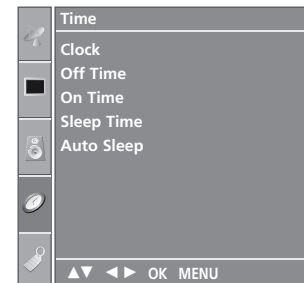 Time
Clock
Off Time
On Time
Sleep Time
Auto Sleep
▲▼ ◄► OK MENU